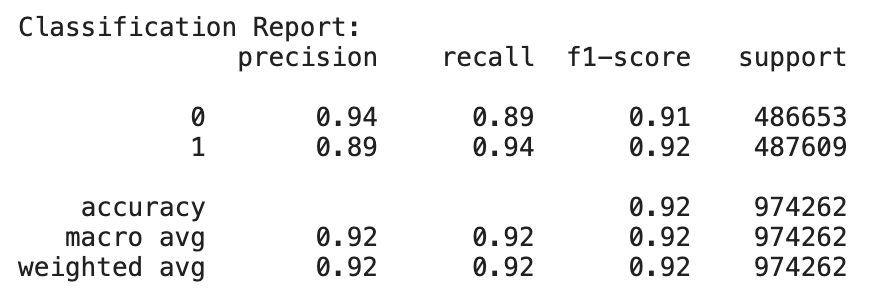 Classification Report:
precision recall f1-score support
0 0.94 0.89 0.91 486653
1 0.89 0.94 0.92 487609
accuracy 0.92 974262
macro avg 0.92 0.92 0.92 974262
weighted avg 0.92 0.92 0.92 974262